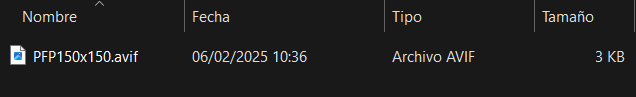 Nombre Fecha Tipo Tamaño
PFP150x150.avif 06/02/2025 10:36 Archivo AVIF 3 KB